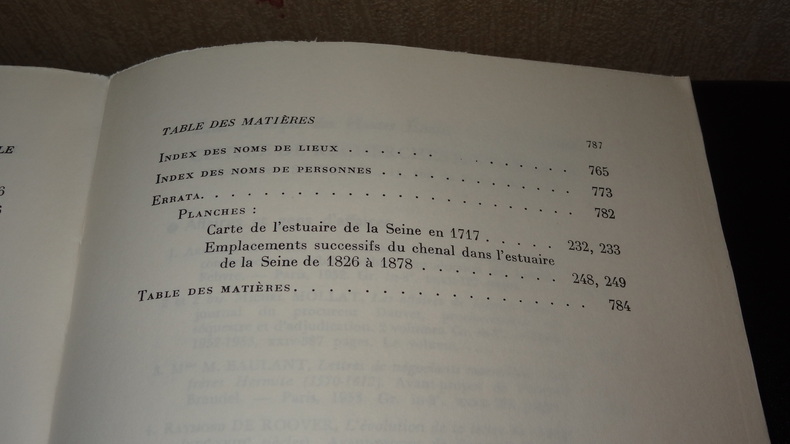 LE
6
TABLE DES MATIÈRES 787
INDEX DES NOMS DE LIEUX . . . . . . . . . . . . . . 765
INDEX DES NOMS DE PERSONNES . . . . . . . . . . . . . 773
ERRATA. . . . . . . . . . . . . . . . . . . . . . . . . . 782
PLANCHES :
Carte de l'estuaire de la Seine en 1717 . . . . . 232, 233
Emplacements successifs du chenal dans l'estuaire
de la Seine de 1826 à 1878 . . . . . . . . . . 248, 249
TABLE DES MATIÈRES. . . . . . . . . . . . . . . . . . . 784